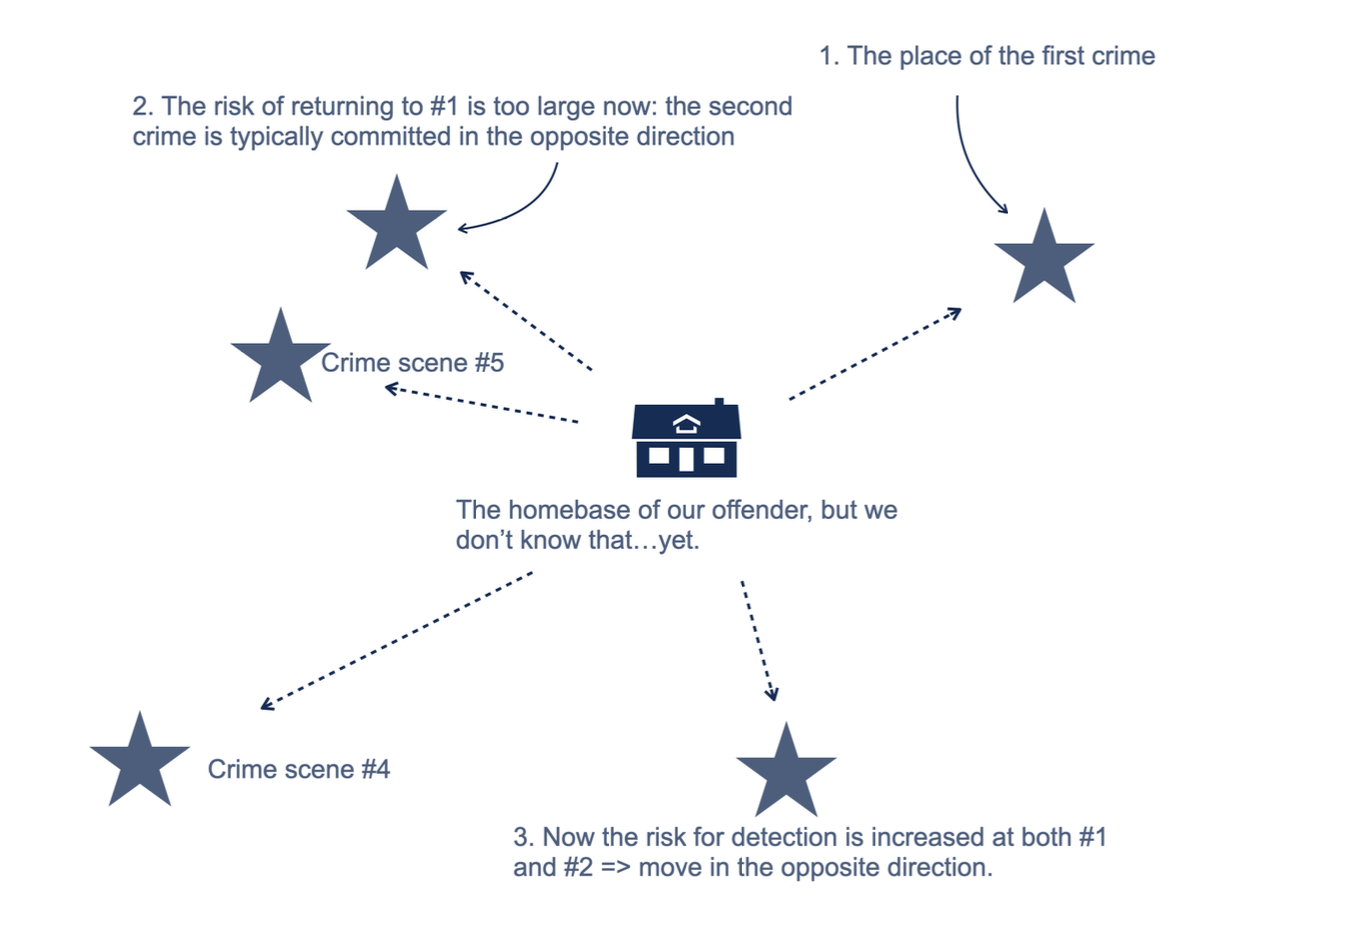 1. The place of the first crime
2. The risk of returning to #1 is too large now: the second
crime is typically committed in the opposite direction
Crime scene #5
The homebase of our offender, but we
don’t know that…yet.
Crime scene #4
3. Now the risk for detection is increased at both #1
and #2 => move in the opposite direction.